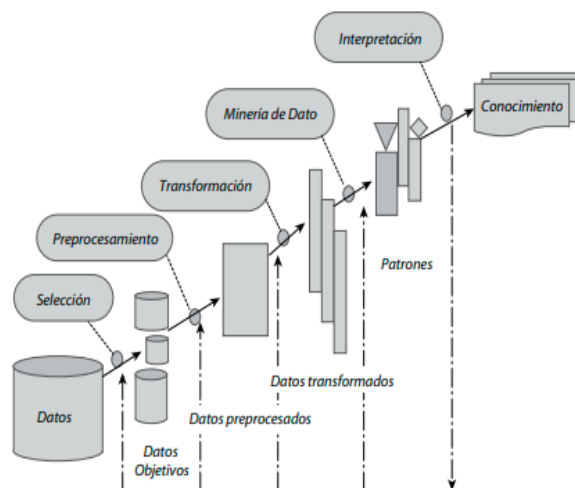 Interpretación
Conocimiento
Minería de Dato
Transformación
Preprocesamiento
Patrones
Selección
Datos transformados
Datos
Datos preprocesados
Datos
Objetivos